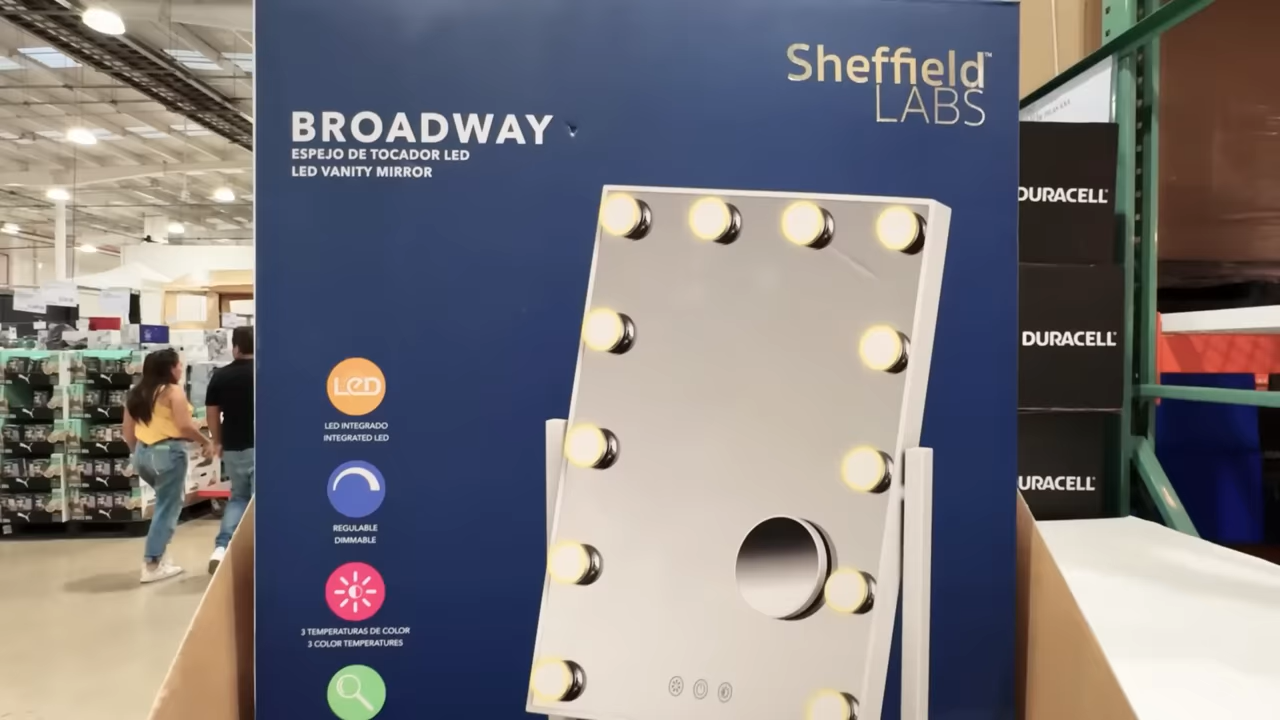 Sheffield™
LABS
BROADWAY
ESPEJO DE TOCADOR LED
LED VANITY MIRROR
LED
LED INTEGRADO
INTEGRATED LED
REGULABLE
DIMMABLE
3 TEMPERATURAS DE COLOR
3 COLOR TEMPERATURES
DURACELL
DURACELL
URACELL